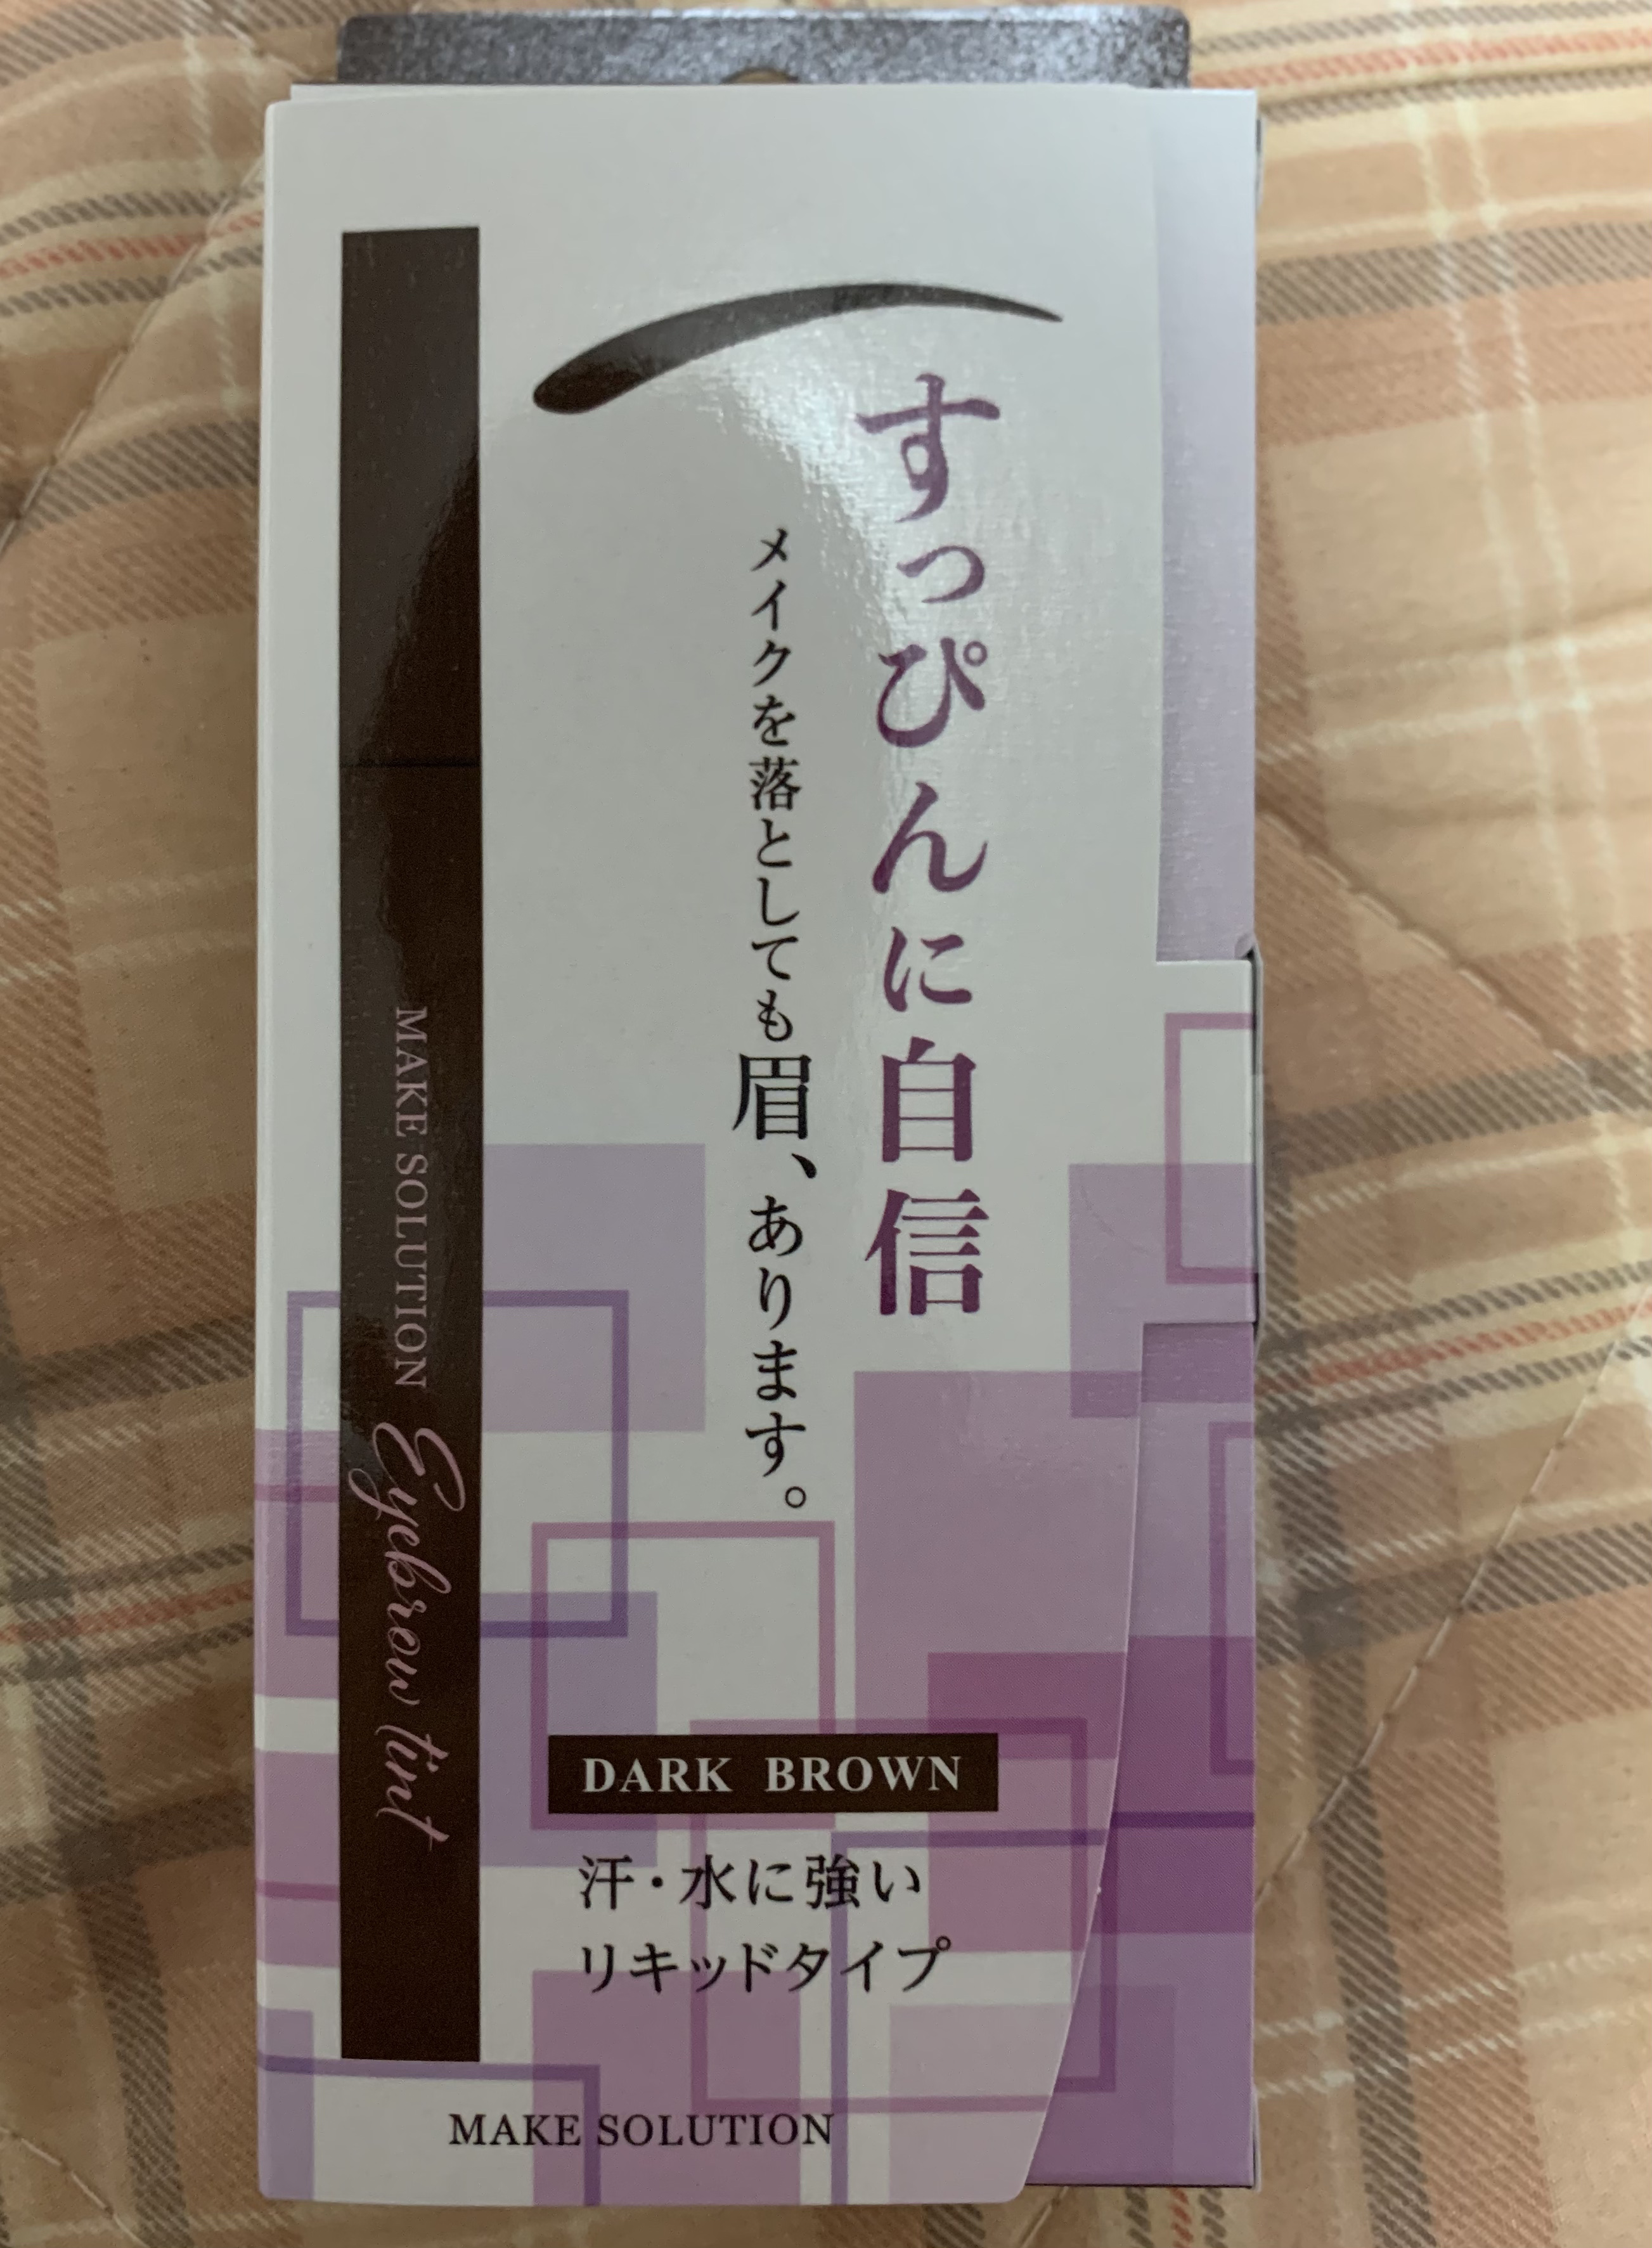 すっぴんに自信
メイクを落としても眉、あります。
MAKE SOLUTION Eyebrow tint
DARK BROWN
汗・水に強い
リキッドタイプ
MAKE SOLUTION